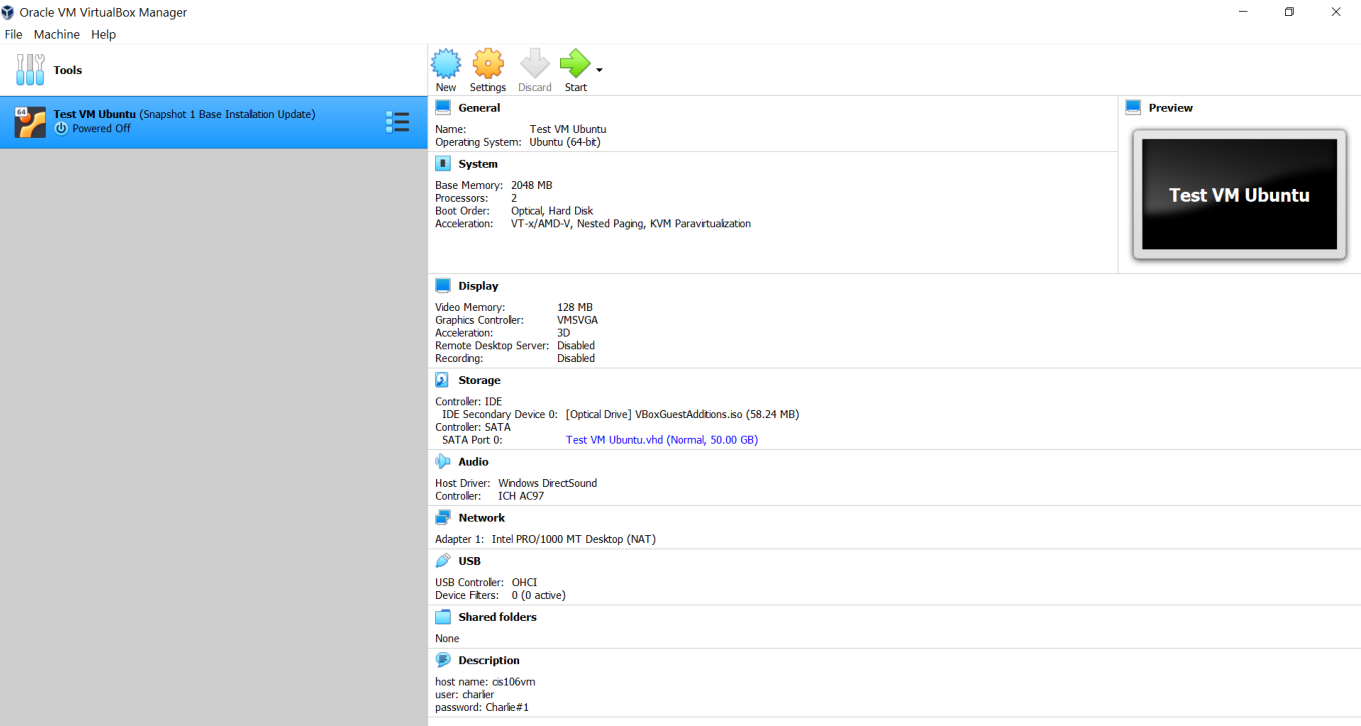 Oracle VM VirtualBox Manager
File Machine Help
Tools
New Settings Discard Start
64
Test VM Ubuntu (Snapshot 1 Base Installation Update)
Powered Off
General
Name: Test VM Ubuntu
Operating System: Ubuntu (64-bit)
Preview
Test VM Ubuntu
System
Base Memory: 2048 MB
Processors: 2
Boot Order: Optical, Hard Disk
Acceleration: VT-x/AMD-V, Nested Paging, KVM Paravirtualization
Display
Video Memory: 128 MB
Graphics Controller: VMSVGA
Acceleration: 3D
Remote Desktop Server: Disabled
Recording: Disabled
Storage
Controller: IDE
IDE Secondary Device 0: [Optical Drive] VBoxGuestAdditions.iso (58.24 MB)
Controller: SATA
SATA Port 0: Test VM Ubuntu.vhd (Normal, 50.00 GB)
Audio
Host Driver: Windows DirectSound
Controller: ICH AC97
Network
Adapter 1: Intel PRO/1000 MT Desktop (NAT)
USB
USB Controller: OHCI
Device Filters: 0 (0 active)
Shared folders
None
Description
host name: cis106vm
user: charlier
password: Charlie#1